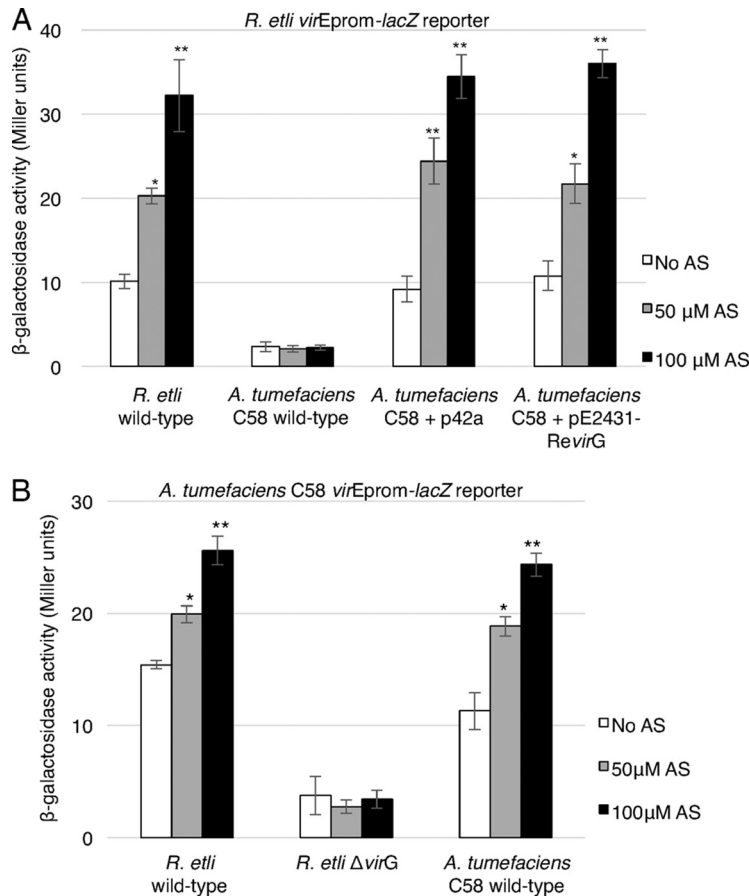 A
R. etli virEprom-lacZ reporter
β-galactosidase activity (Miller units)
40
30
20
10
0
**
*
**
**
*
**
No AS
50 µM AS
100 µM AS
R. etli
wild-type
A. tumefaciens
C58 wild-type
A. tumefaciens
C58 + p42a
A. tumefaciens
C58 + pE2431-
RevirG
B
A. tumefaciens C58 virEprom-lacZ reporter
β-galactosidase activity (Miller units)
30
20
10
0
**
*
**
*
No AS
50µM AS
100µM AS
R. etli
wild-type
R. etli ΔvirG
A. tumefaciens
C58 wild-type